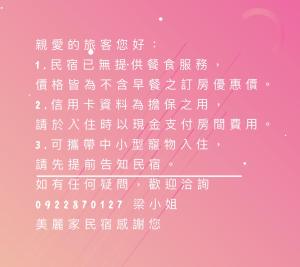 親愛的旅客您好：
1.民宿已無提供餐食服務，
價格皆為不含早餐之訂房優惠價。
2.信用卡資料為擔保之用，
請於入住時以現金支付房間費用。
3.可攜帶中小型寵物入住，
請先提前告知民宿。
如有任何疑問，歡迎洽詢
0922870127 梁小姐
美麗家民宿感謝您